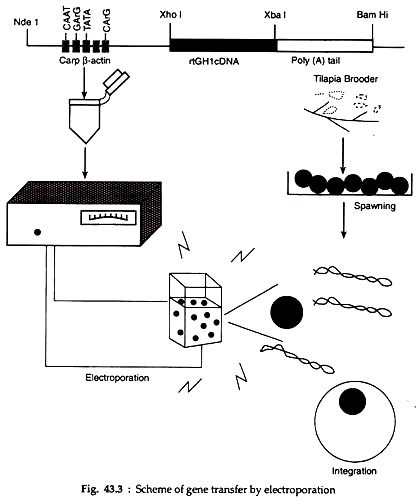 Nde 1
CAAT
GArG
TATA
CArG
Xho I
Xba I
Bam Hi
Carp β-actin
rtGH1cDNA
Poly (A) tail
Tilapia Brooder
Spawning
Electroporation
Integration
Fig. 43.3 : Scheme of gene transfer by electroporation